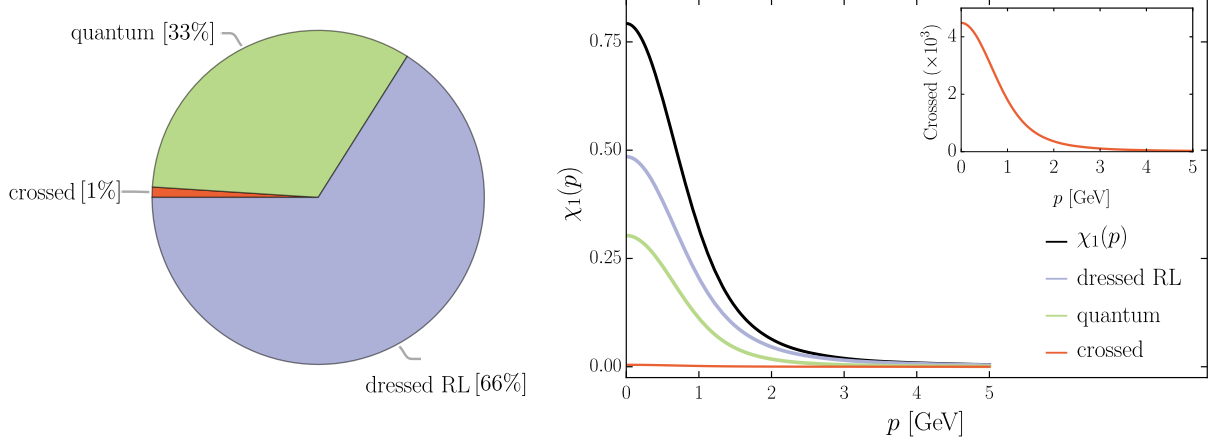 quantum [33%]
crossed [1%]
dressed RL [66%]
χ₁(p)
0.75
0.50
0.25
0.00
0 1 2 3 4 5
p [GeV]
Crossed (×10³)
4
2
0
0 1 2 3 4 5
p [GeV]
χ₁(p)
dressed RL
quantum
crossed